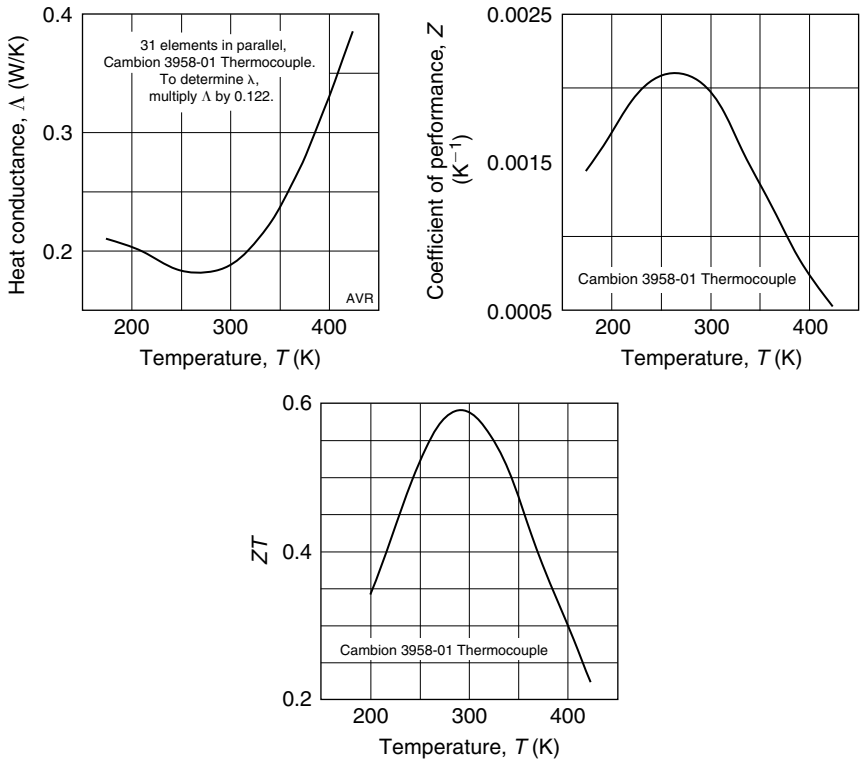 Heat conductance, Λ (W/K)
0.4
0.3
0.2
31 elements in parallel,
Cambion 3958-01 Thermocouple.
To determine λ,
multiply Λ by 0.122.
AVR
200 300 400
Temperature, T (K)
Coefficient of performance, Z
(K−1)
0.0025
0.0015
0.0005
Cambion 3958-01 Thermocouple
200 300 400
Temperature, T (K)
ZT
0.6
0.4
0.2
Cambion 3958-01 Thermocouple
200 300 400
Temperature, T (K)